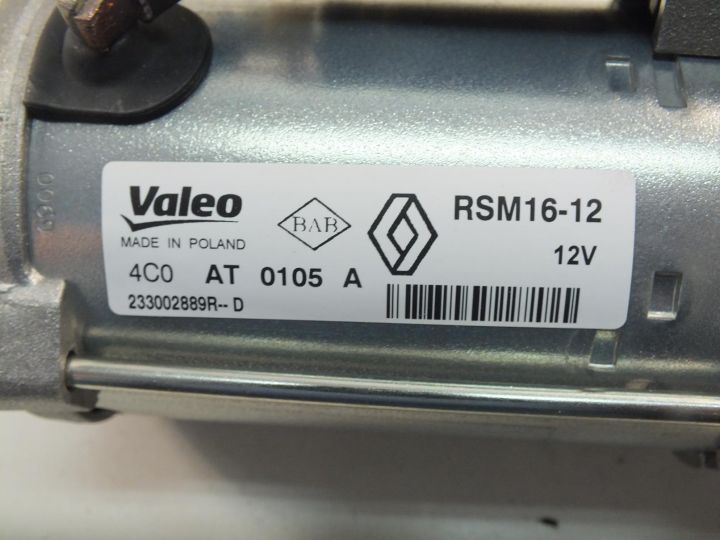 Valeo
MADE IN POLAND
BAB
RSM16-12
12V
4C0 AT 0105 A
233002889R-- D